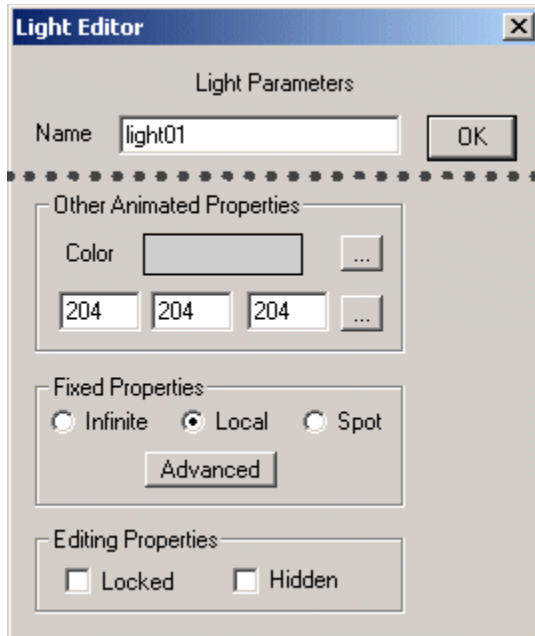 Light Editor
Light Parameters
Name light01 OK
Other Animated Properties
Color ...
204 204 204 ...
Fixed Properties
Infinite Local Spot
Advanced
Editing Properties
Locked Hidden